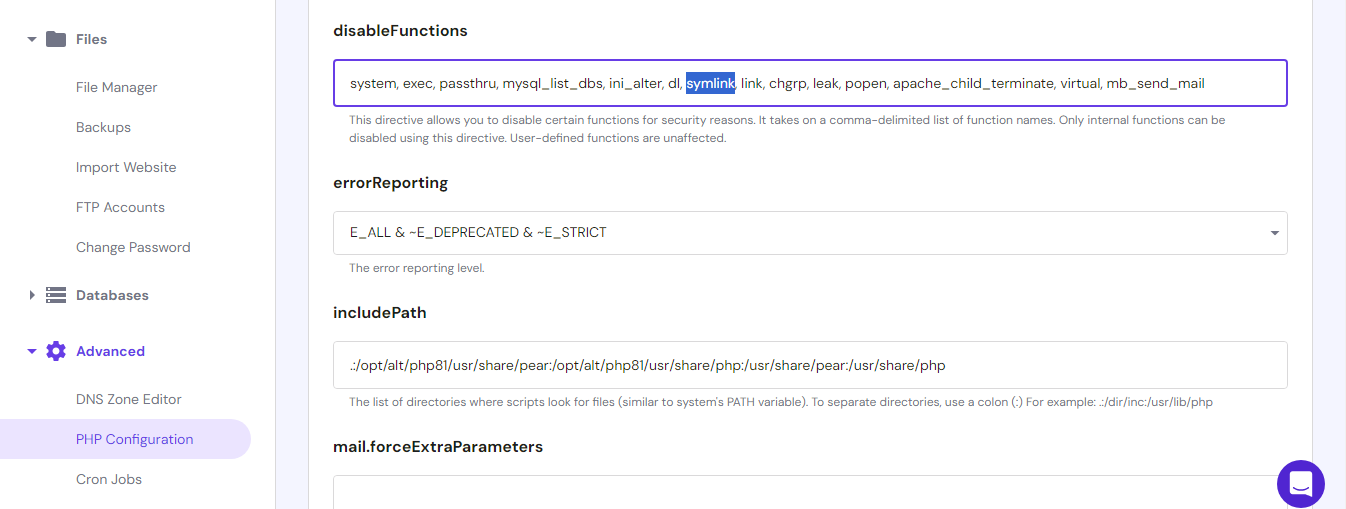 Files
File Manager
Backups
Import Website
FTP Accounts
Change Password
Databases
Advanced
DNS Zone Editor
PHP Configuration
Cron Jobs
disableFunctions
system, exec, passthru, mysql_list_dbs, ini_alter, dl, symlink, link, chgrp, leak, popen, apache_child_terminate, virtual, mb_send_mail
This directive allows you to disable certain functions for security reasons. It takes on a comma-delimited list of function names. Only internal functions can be
disabled using this directive. User-defined functions are unaffected.
errorReporting
E_ALL & ~E_DEPRECATED & ~E_STRICT
The error reporting level.
includePath
.:/opt/alt/php81/usr/share/pear:/opt/alt/php81/usr/share/php:/usr/share/pear:/usr/share/php
The list of directories where scripts look for files (similar to system's PATH variable). To separate directories, use a colon (:) For example: .:/dir/inc:/usr/lib/php
mail.forceExtraParameters